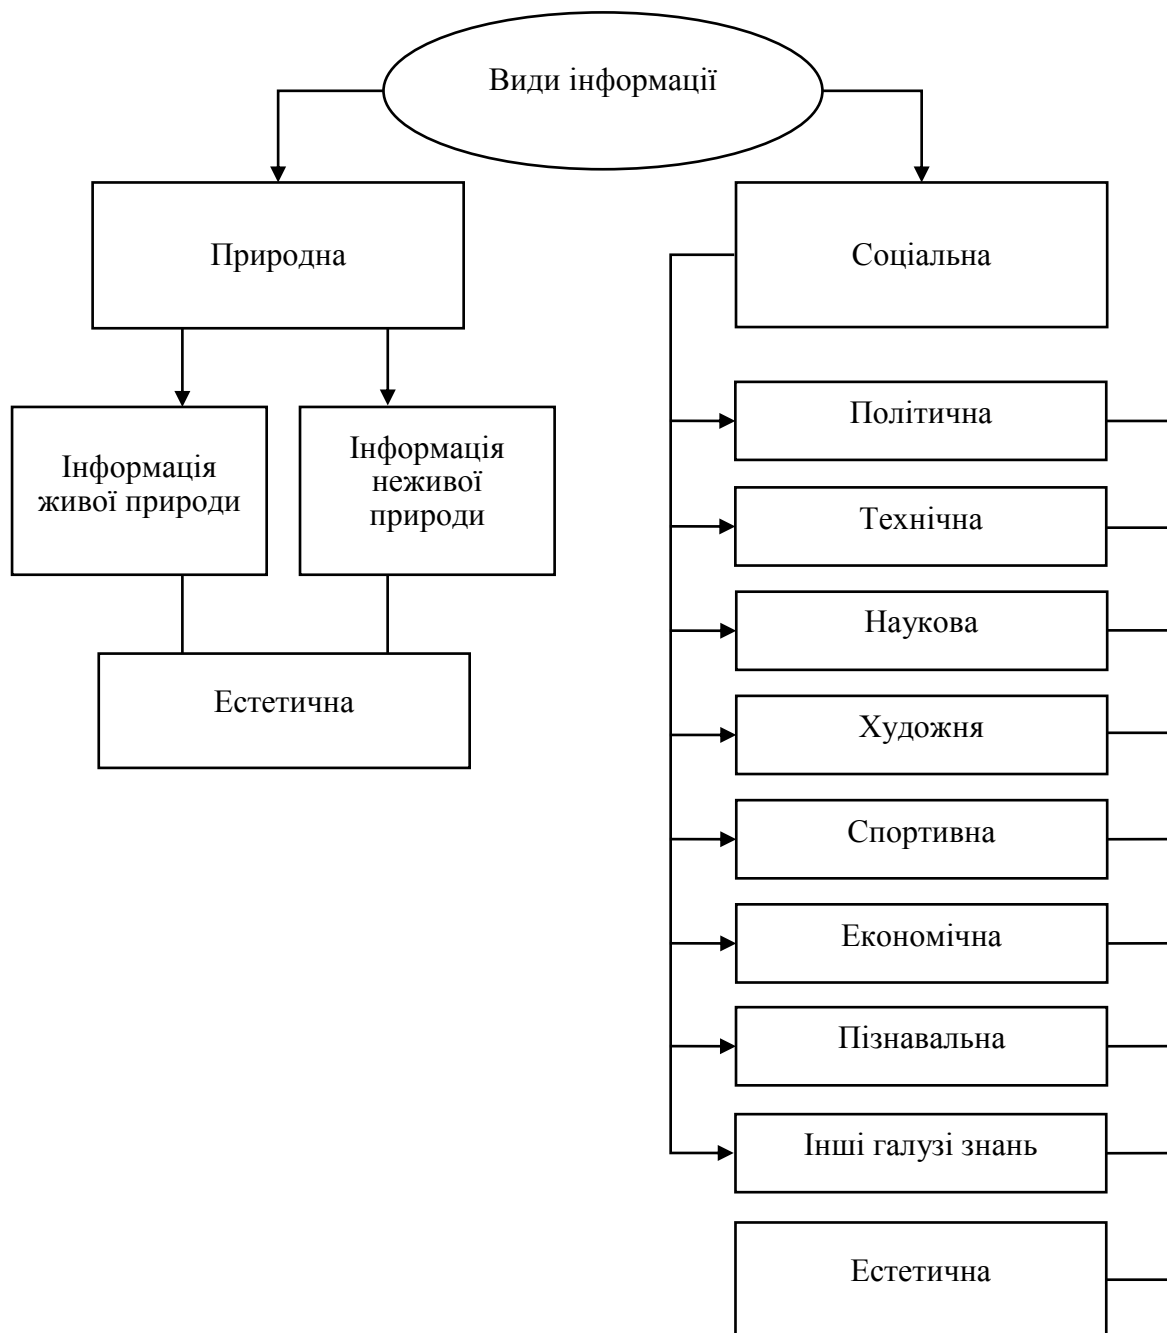 Види інформації
Природна
Соціальна
Інформація
живої природи
Інформація
неживої
природи
Естетична
Політична
Технічна
Наукова
Художня
Спортивна
Економічна
Пізнавальна
Інші галузі знань
Естетична